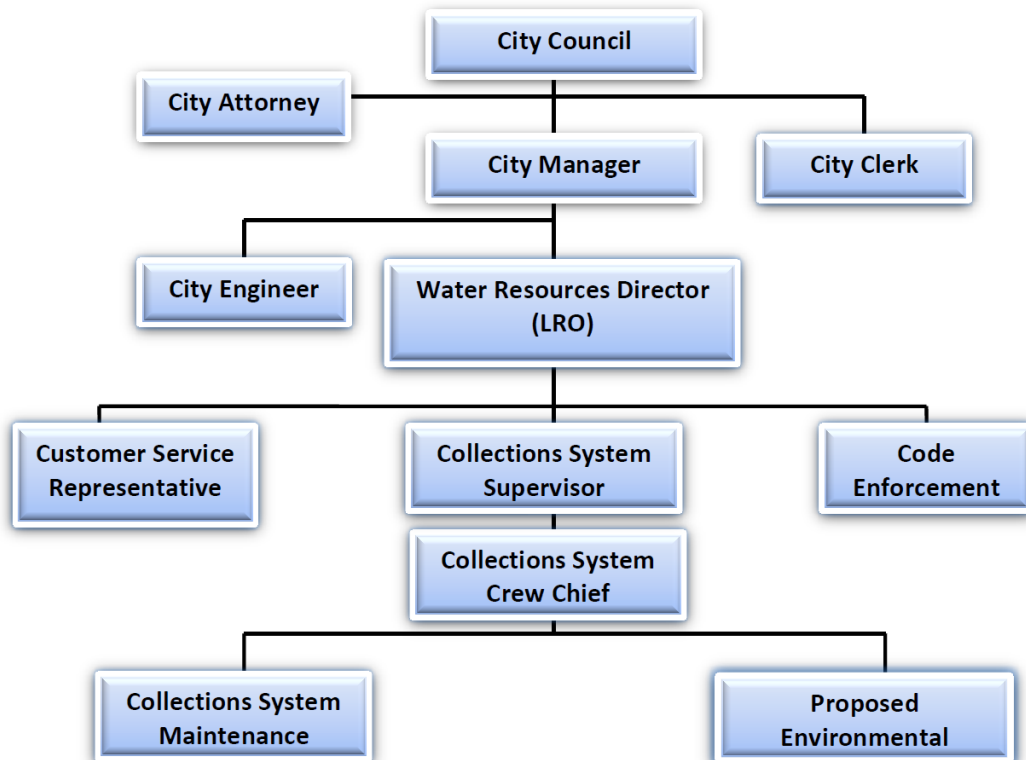 City Council
City Attorney
City Manager
City Clerk
City Engineer
Water Resources Director
(LRO)
Customer Service
Representative
Collections System
Supervisor
Code
Enforcement
Collections System
Crew Chief
Collections System
Maintenance
Proposed
Environmental